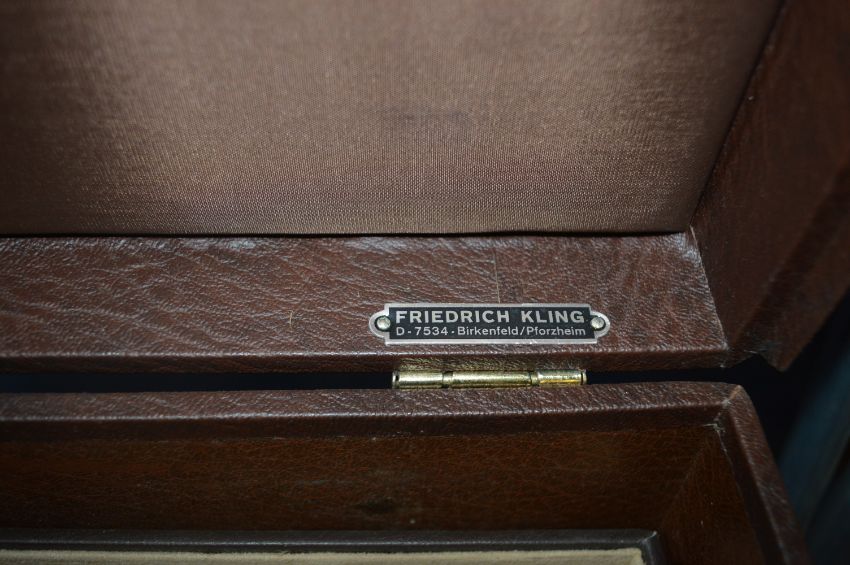 FRIEDRICH KLING
D-7534-Birkenfeld/Pforzheim